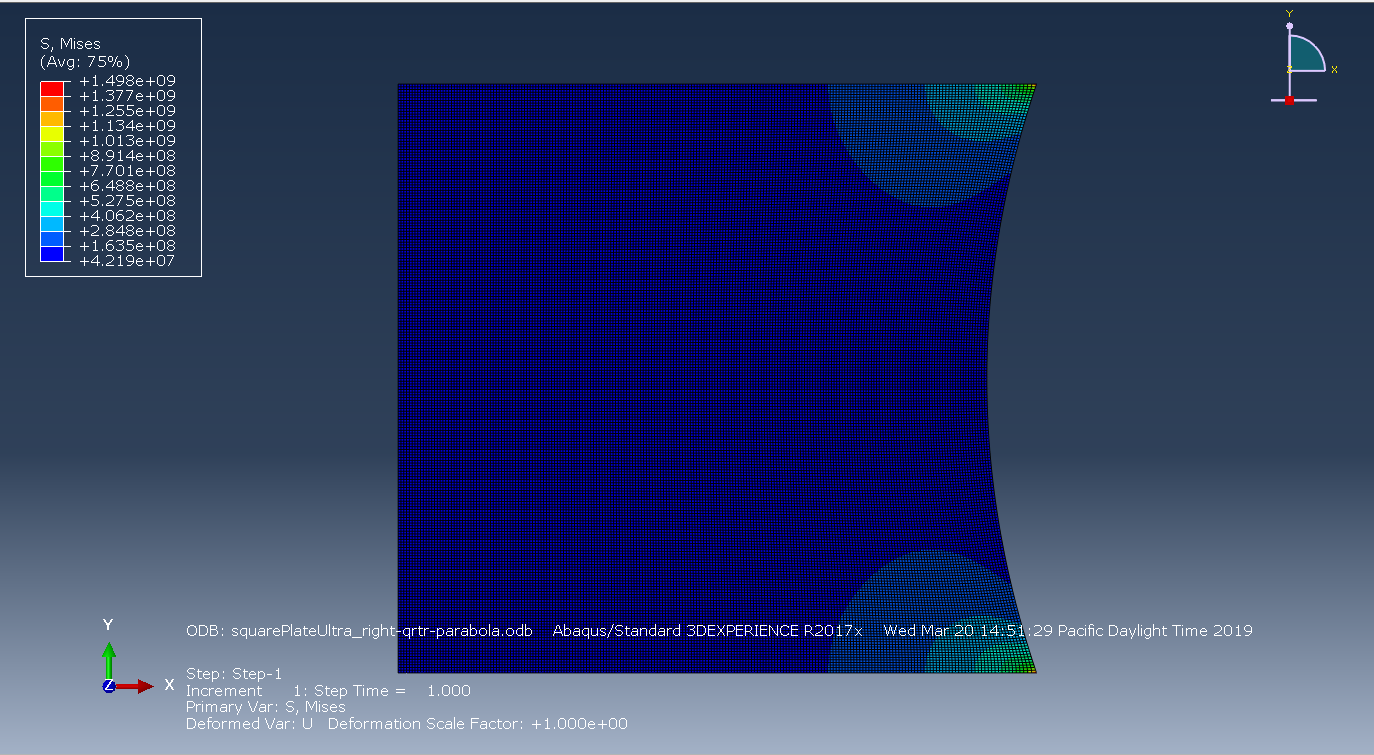 S, Mises
(Avg: 75%)
+1.498e+09
+1.377e+09
+1.255e+09
+1.134e+09
+1.013e+09
+8.914e+08
+7.701e+08
+6.488e+08
+5.275e+08
+4.062e+08
+2.848e+08
+1.635e+08
+4.219e+07
Y
Z
X
ODB: squarePlateUltra_right-qrtr-parabola.odb Abaqus/Standard 3DEXPERIENCE R2017x Wed Mar 20 14:51:29 Pacific Daylight Time 2019
Y
Z
X
Step: Step-1
Increment 1: Step Time = 1.000
Primary Var: S, Mises
Deformed Var: U Deformation Scale Factor: +1.000e+00